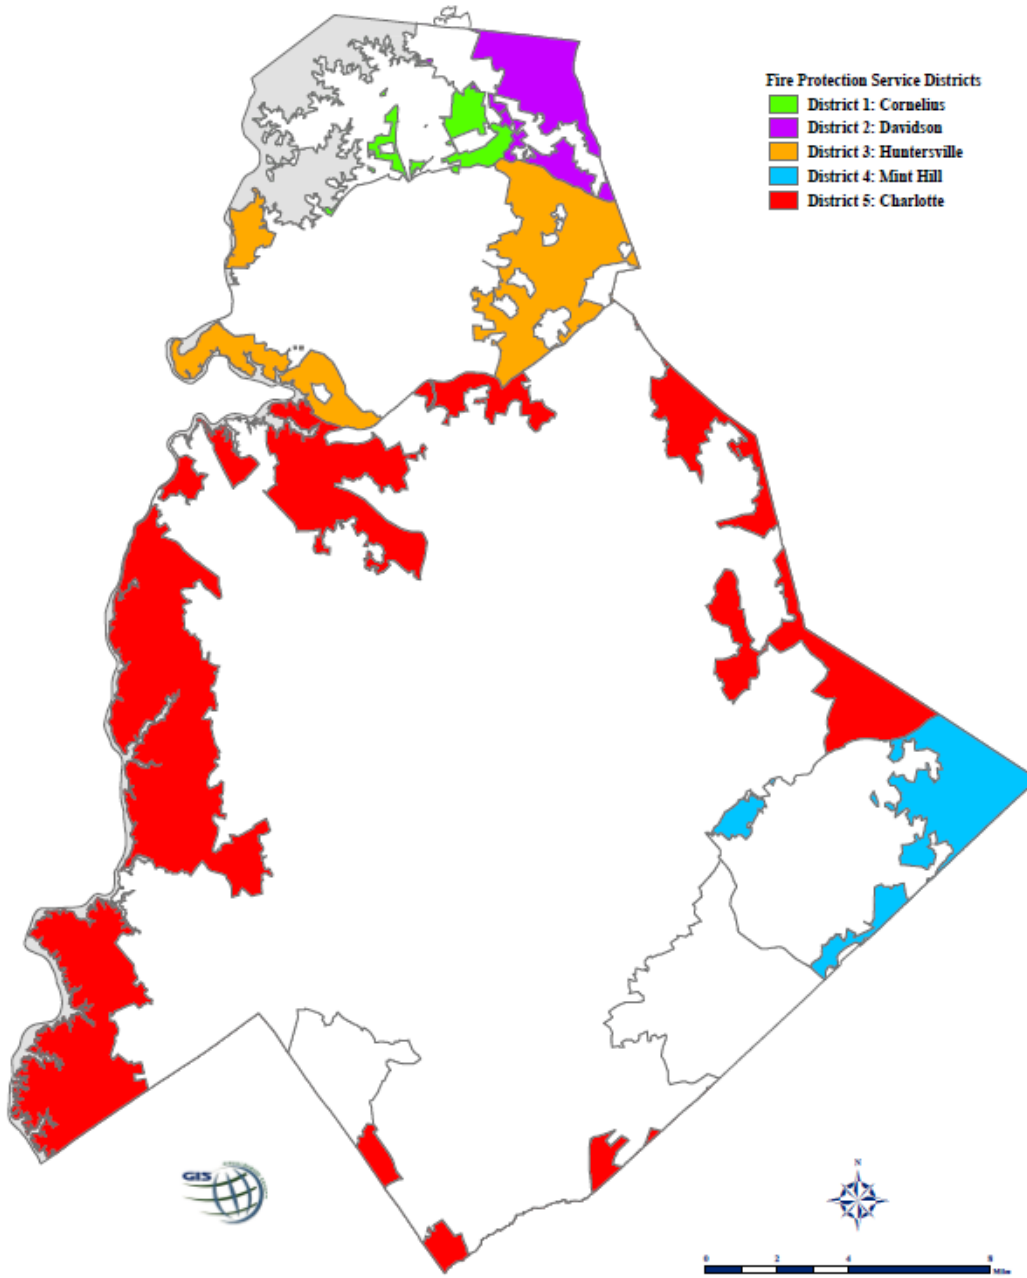 Fire Protection Service Districts
District 1: Cornelius
District 2: Davidson
District 3: Huntersville
District 4: Mint Hill
District 5: Charlotte
GIS
N
0 2 4 8
Miles